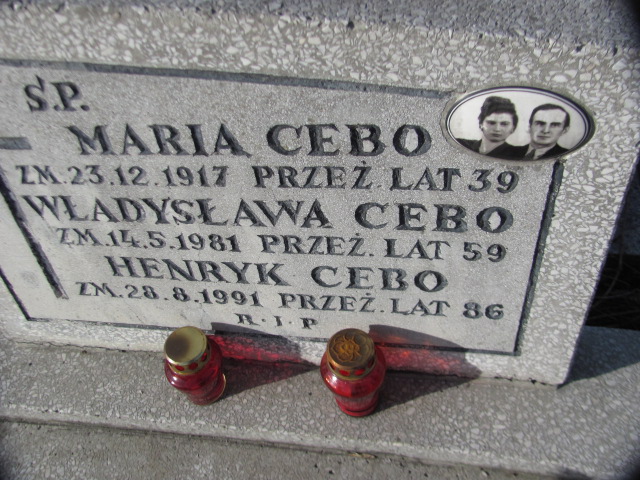 Ś.P.
MARIA CEBO
ZM. 23.12.1917 PRZEŻ. LAT 39
WŁADYSŁAWA CEBO
ZM. 14.5.1981 PRZEŻ. LAT 59
HENRYK CEBO
ZM. 28.8.1991 PRZEŻ. LAT 86
R·I·P